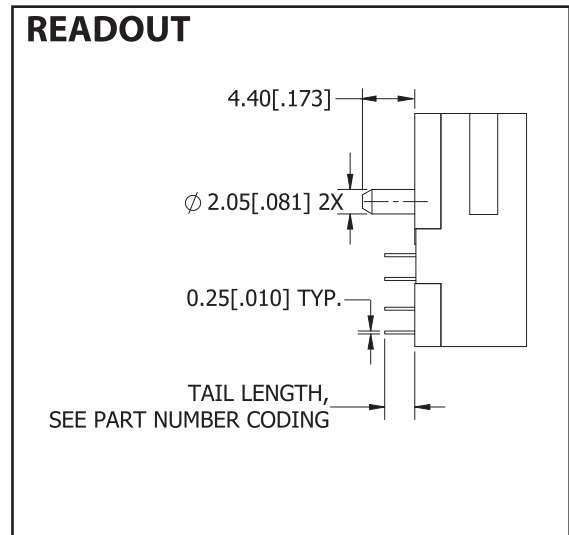 READOUT
4.40[.173]
∅ 2.05[.081] 2X
0.25[.010] TYP.
TAIL LENGTH,
SEE PART NUMBER CODING